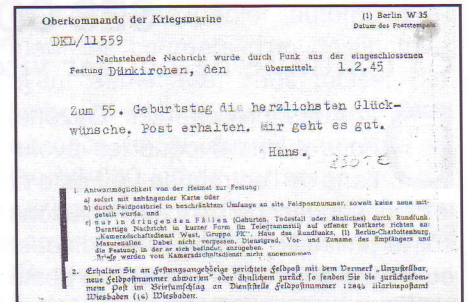 Oberkommando der Kriegsmarine
(1) Berlin W 35
Datum des Poststempels
DKL/11559
Nachstehende Nachricht wurde durch Funk aus der eingeschlossenen
Festung Dünkirchen, den übermittelt. 1.2.45
Zum 55. Geburtstag die herzlichsten Glück-
wünsche. Post erhalten. Mir geht es gut.
Hans.
1. Antwortmöglichkeit von der Heimat zur Festung:
a) sofort mit anhängender Karte oder
b) durch Feldpostbrief in beschränktem Umfange an alte Feldpostnummer, soweit keine neue mit-
geteilt wurde, und
c) nur in dringenden Fällen (Geburten, Todesfall oder ähnliches) durch Rundfunk.
Derartige Nachricht in kurzer Form (in Telegrammstil) auf offener Postkarte richten an:
„Kameradschaftsdienst West, Gruppe FK", Haus des Rundfunks, (1) Berlin-Charlottenburg,
Masurenallee. Dabei nicht vergessen, Dienstgrad, Vor- und Zuname des Empfängers und
die Festung, in der er sich befindet, anzugeben.
Briefe werden vom Kameradschaftsdienst nicht angenommen
2. Erhalten Sie an Festungsangehörige gerichtete Feldpost mit dem Vermerk „Unzustellbar,
neue Feldpostnummer abwarten" oder ähnlichem zurück, so senden Sie die zurückgekom-
mene Post im Briefumschlag an Dienststelle Feldpostnummer Marinepostamt
Wiesbaden (16) Wiesbaden.